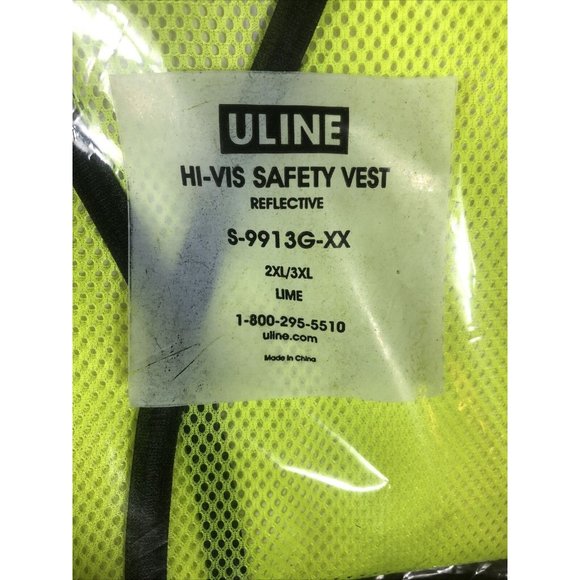 ULINE
HI-VIS SAFETY VEST
REFLECTIVE
S-9913G-XX
2XL/3XL
LIME
1-800-295-5510
uline.com
Made in China